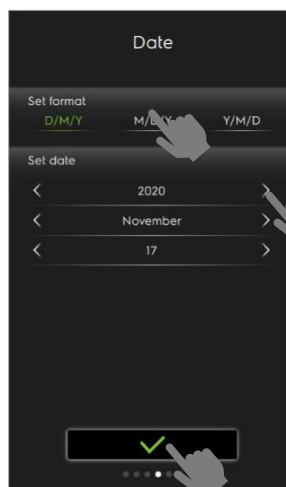 Date
Set format
D/M/Y M/D/Y Y/M/D
Set date
2020
November
17